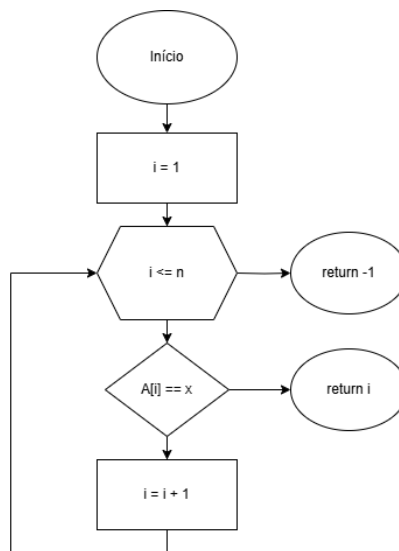 Início
i = 1
i <= n
return -1
A[i] == x
return i
i = i + 1